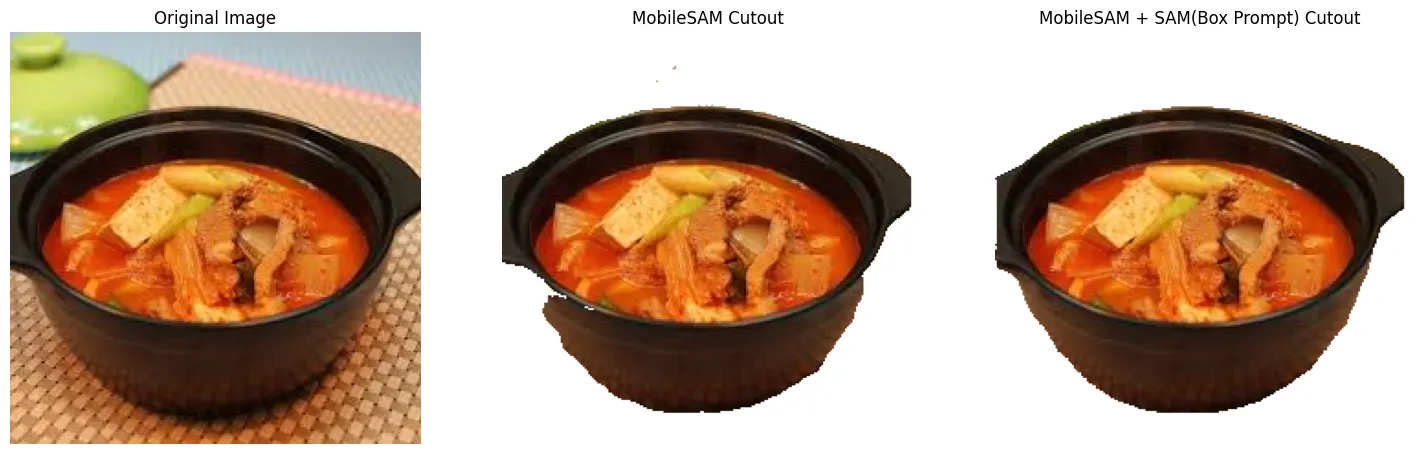 Original Image
MobileSAM Cutout
MobileSAM + SAM(Box Prompt) Cutout